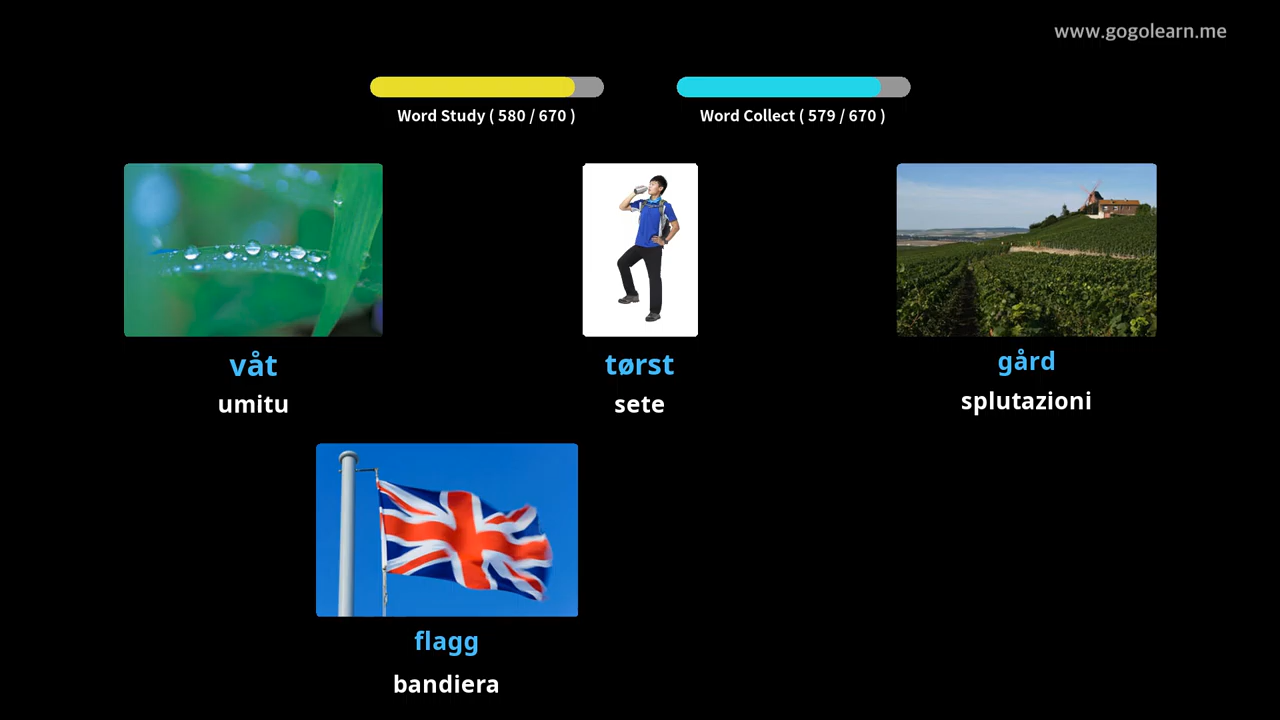 www.gogolearn.me
Word Study ( 580 / 670 )
Word Collect ( 579 / 670 )
våt
umitu
tørst
sete
gård
splutazioni
flagg
bandiera